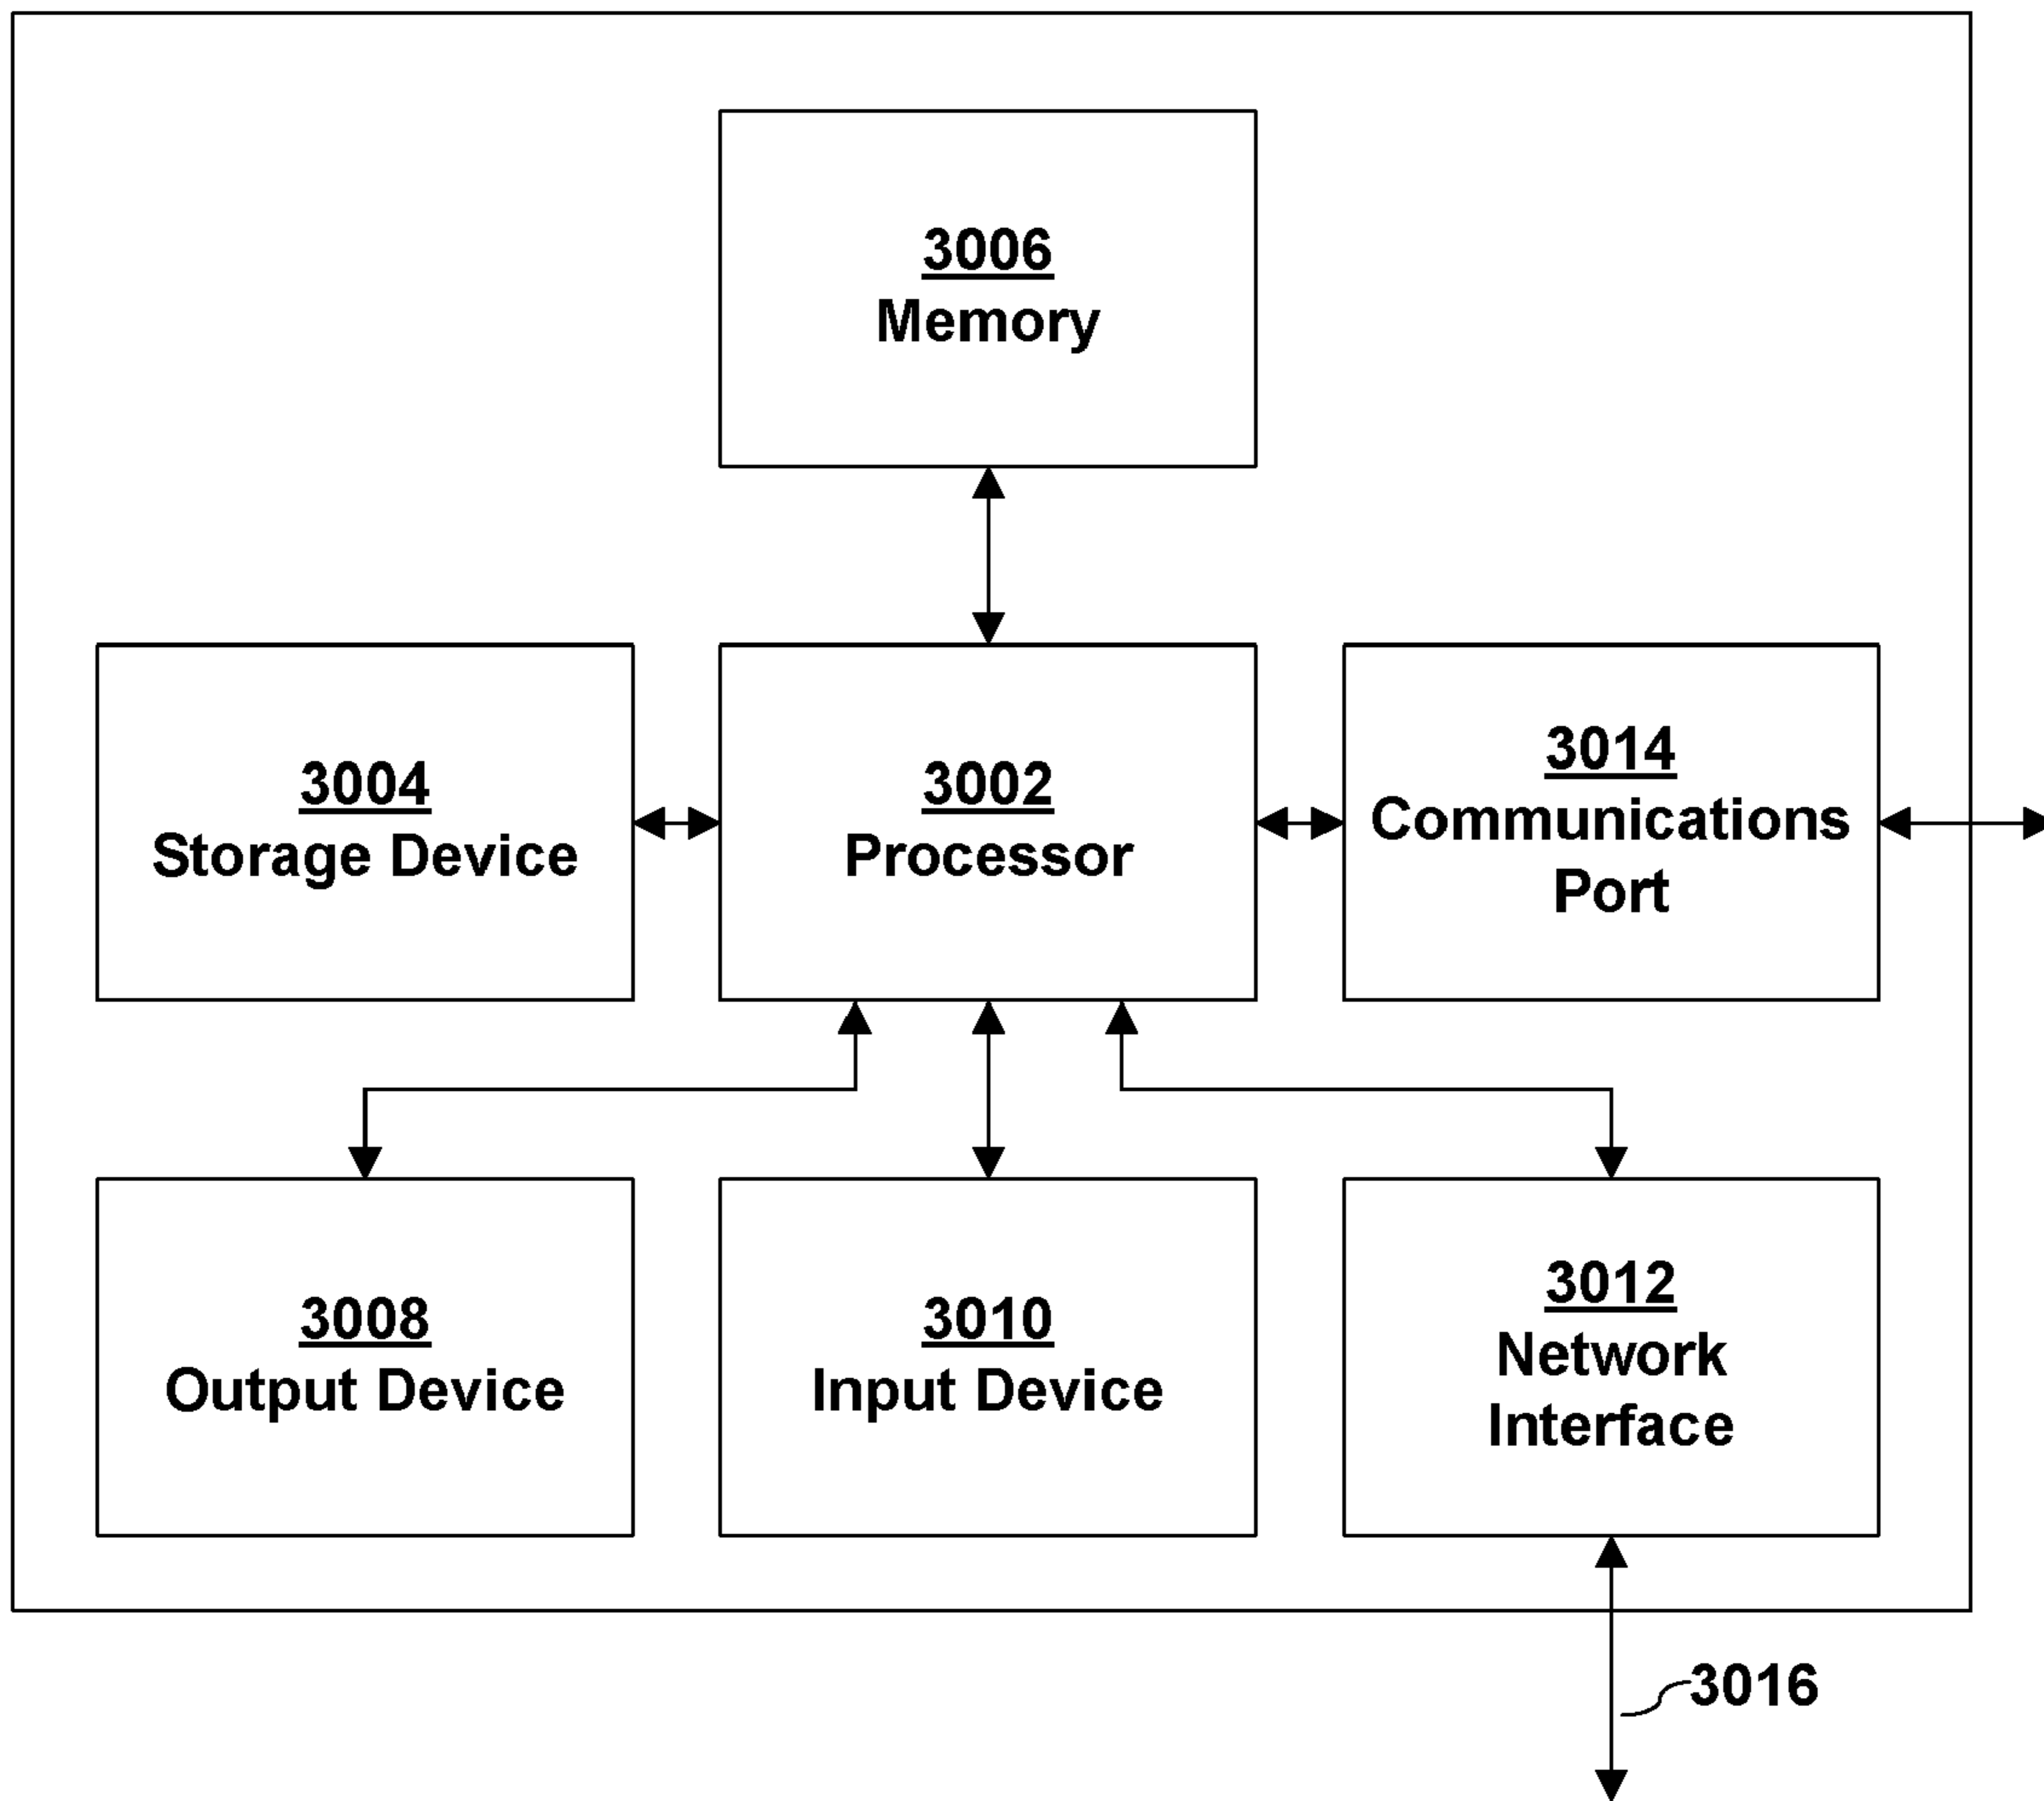 3006
Memory
3004
Storage Device
3002
Processor
3014
Communications
Port
3008
Output Device
3010
Input Device
3012
Network
Interface
3016